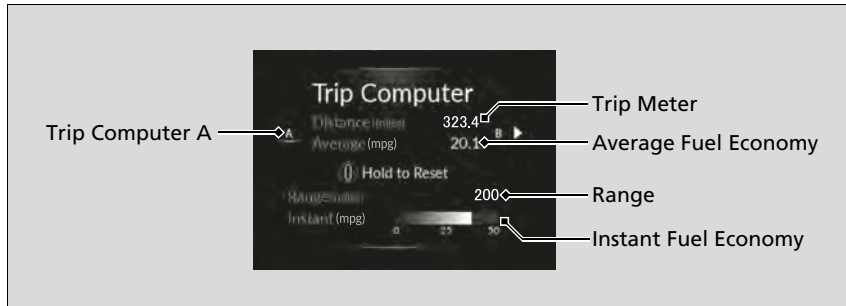 Trip Computer
Trip Computer A
A
Distance (miles)
323.4
B
Trip Meter
Average (mpg)
20.1
Average Fuel Economy
Hold to Reset
Range (miles)
200
Range
Instant (mpg)
0 25 50
Instant Fuel Economy